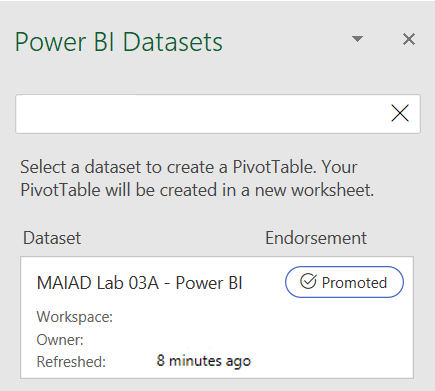 Power BI Datasets
Select a dataset to create a PivotTable. Your
PivotTable will be created in a new worksheet.
Dataset Endorsement
MAIAD Lab 03A - Power BI Promoted
Workspace:
Owner:
Refreshed: 8 minutes ago